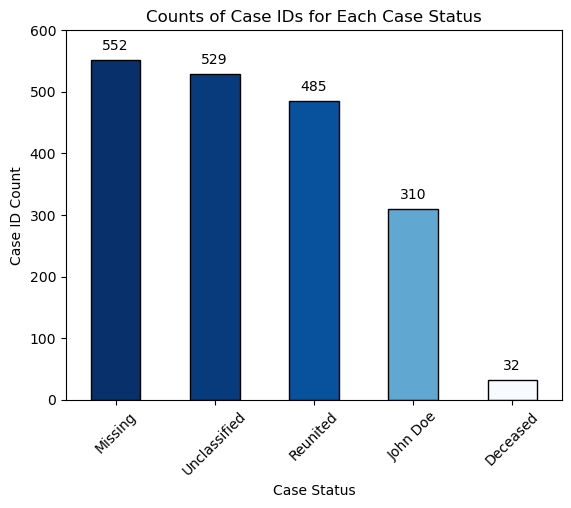 Counts of Case IDs for Each Case Status
600
500
400
300
200
100
0
Case ID Count
552
529
485
310
32
Missing
Unclassified
Reunited
John Doe
Deceased
Case Status